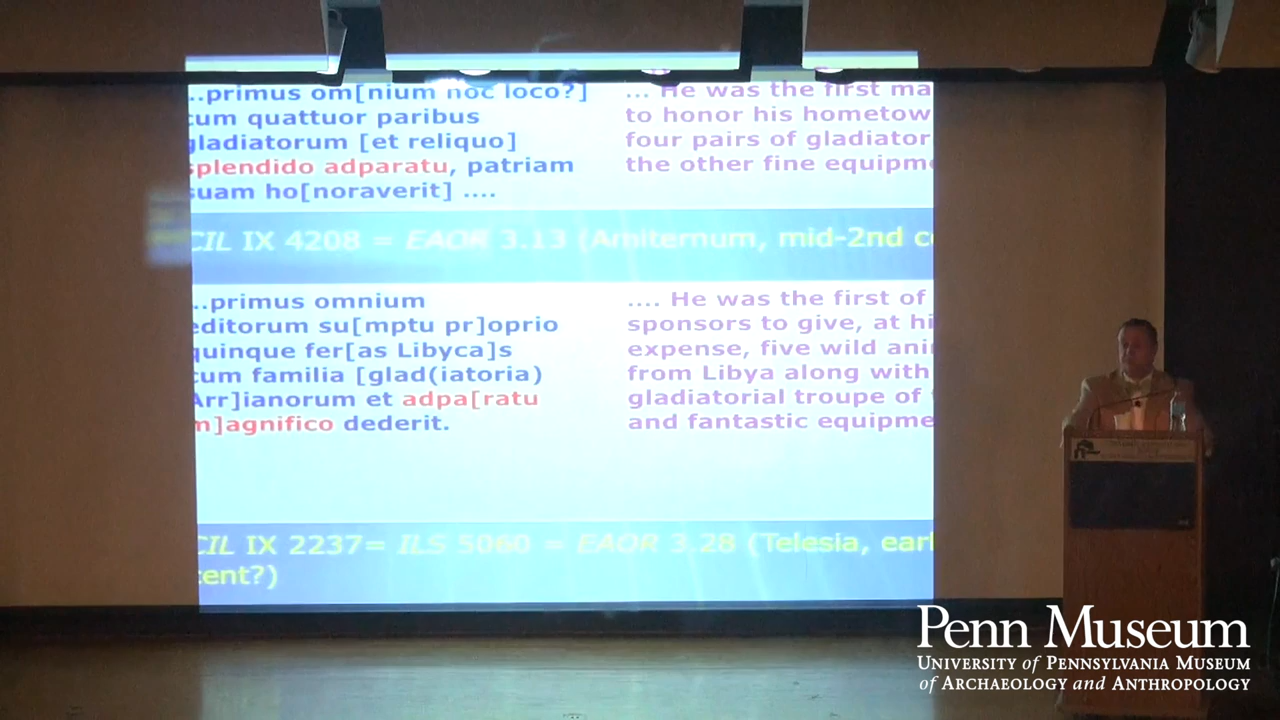 ..primus om[nium noc loco?]
cum quattuor paribus
gladiatorum [et reliquo]
splendido adparatu, patriam
suam ho[noraverit] ....
... He was the first ma
to honor his hometow
four pairs of gladiator
the other fine equipme
CIL IX 4208 = EAOR 3.13 (Amiternum, mid-2nd c
..primus omnium
editorum su[mptu pr]oprio
quinque fer[as Libyca]s
cum familia [glad(iatoria)
Arr]ianorum et adpa[ratu
m]agnifico dederit.
.... He was the first of
sponsors to give, at hi
expense, five wild ani
from Libya along with
gladiatorial troupe of
and fantastic equipme
CIL IX 2237= ILS 5060 = EAOR 3.28 (Telesia, earl
cent?)
Penn Museum
UNIVERSITY of PENNSYLVANIA MUSEUM
of ARCHAEOLOGY and ANTHROPOLOGY